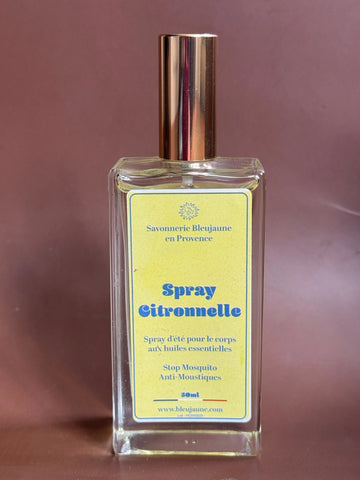 Savonnerie Bleujaune
en Provence
Spray
Citronnelle
Spray d'été pour le corps
aux huiles essentielles
Stop Mosquito
Anti-Moustiques
50ml
www.bleujaune.com